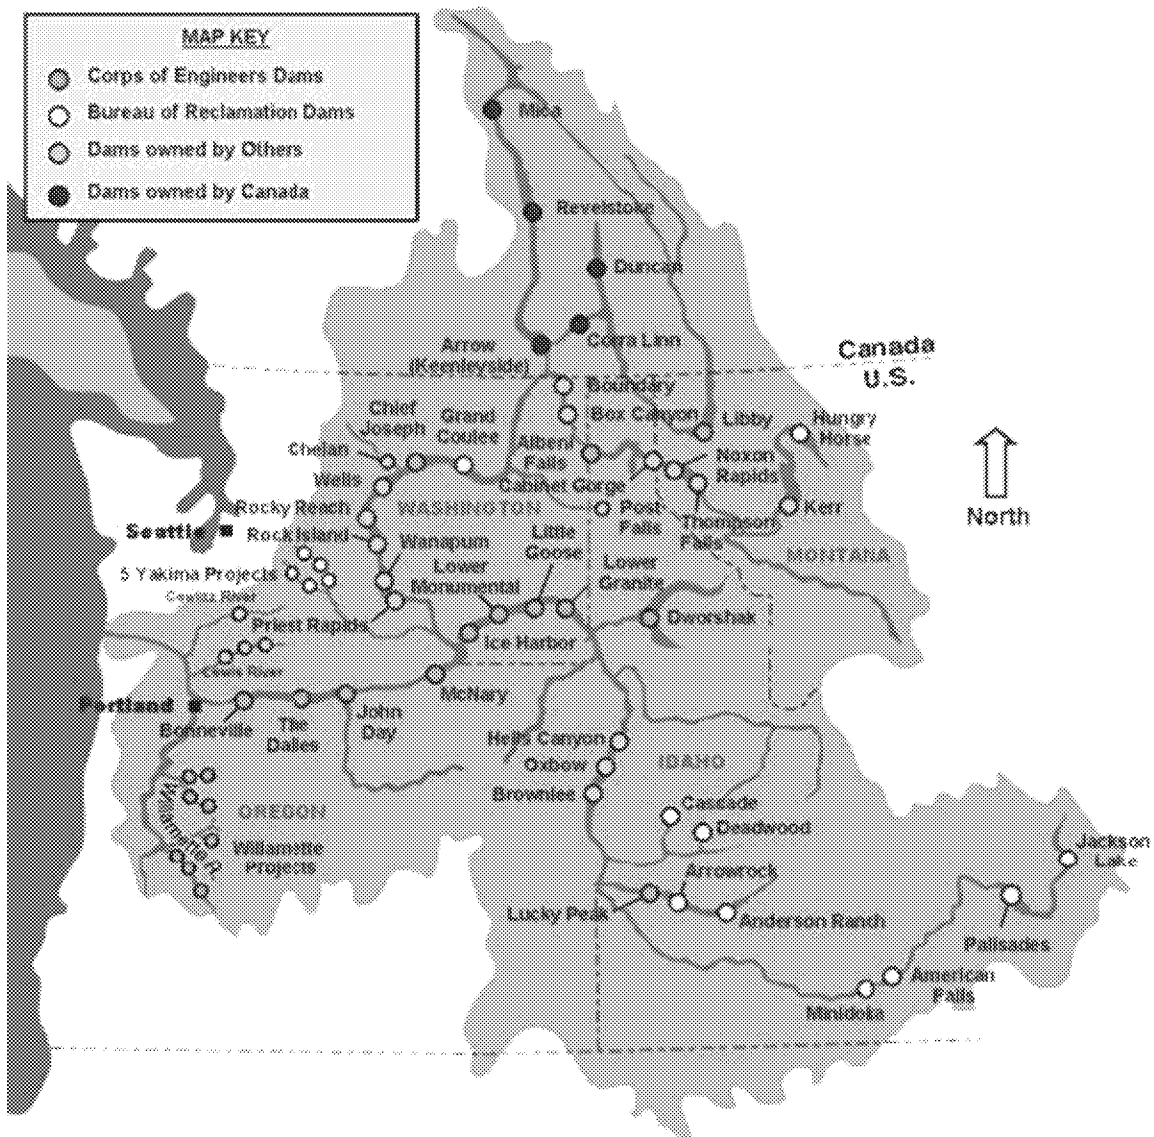 MAP KEY
Corps of Engineers Dams
Bureau of Reclamation Dams
Dams owned by Others
Dams owned by Canada
Mica
Revelstoke
Duncan
Corra Linn
Arrow
(Keenleyside)
Canada
U.S.
Boundary
Box Canyon
Libby
Hungry
Horse
Chief
Joseph
Grand
Coulee
Albeni
Falls
Chelan
Wells
Cabinet Gorge
Noxon
Rapids
Kerr
North
Rocky Reach
WASHINGTON
Post
Falls
Thompson
Falls
Seattle
Rock Island
Wanapum
Little
Goose
MONTANA
5 Yakima Projects
Lower
Monumental
Lower
Granite
Cowlitz River
Priest Rapids
Ice Harbor
Dworshak
Lewis River
McNary
Portland
Bonneville
The
Dalles
John
Day
Hells Canyon
Oxbow
IDAHO
Brownlee
Cascade
Deadwood
OREGON
Willamette R.
Willamette
Projects
Jackson
Lake
Arrowrock
Lucky Peak
Anderson Ranch
Palisades
American
Falls
Minidoka